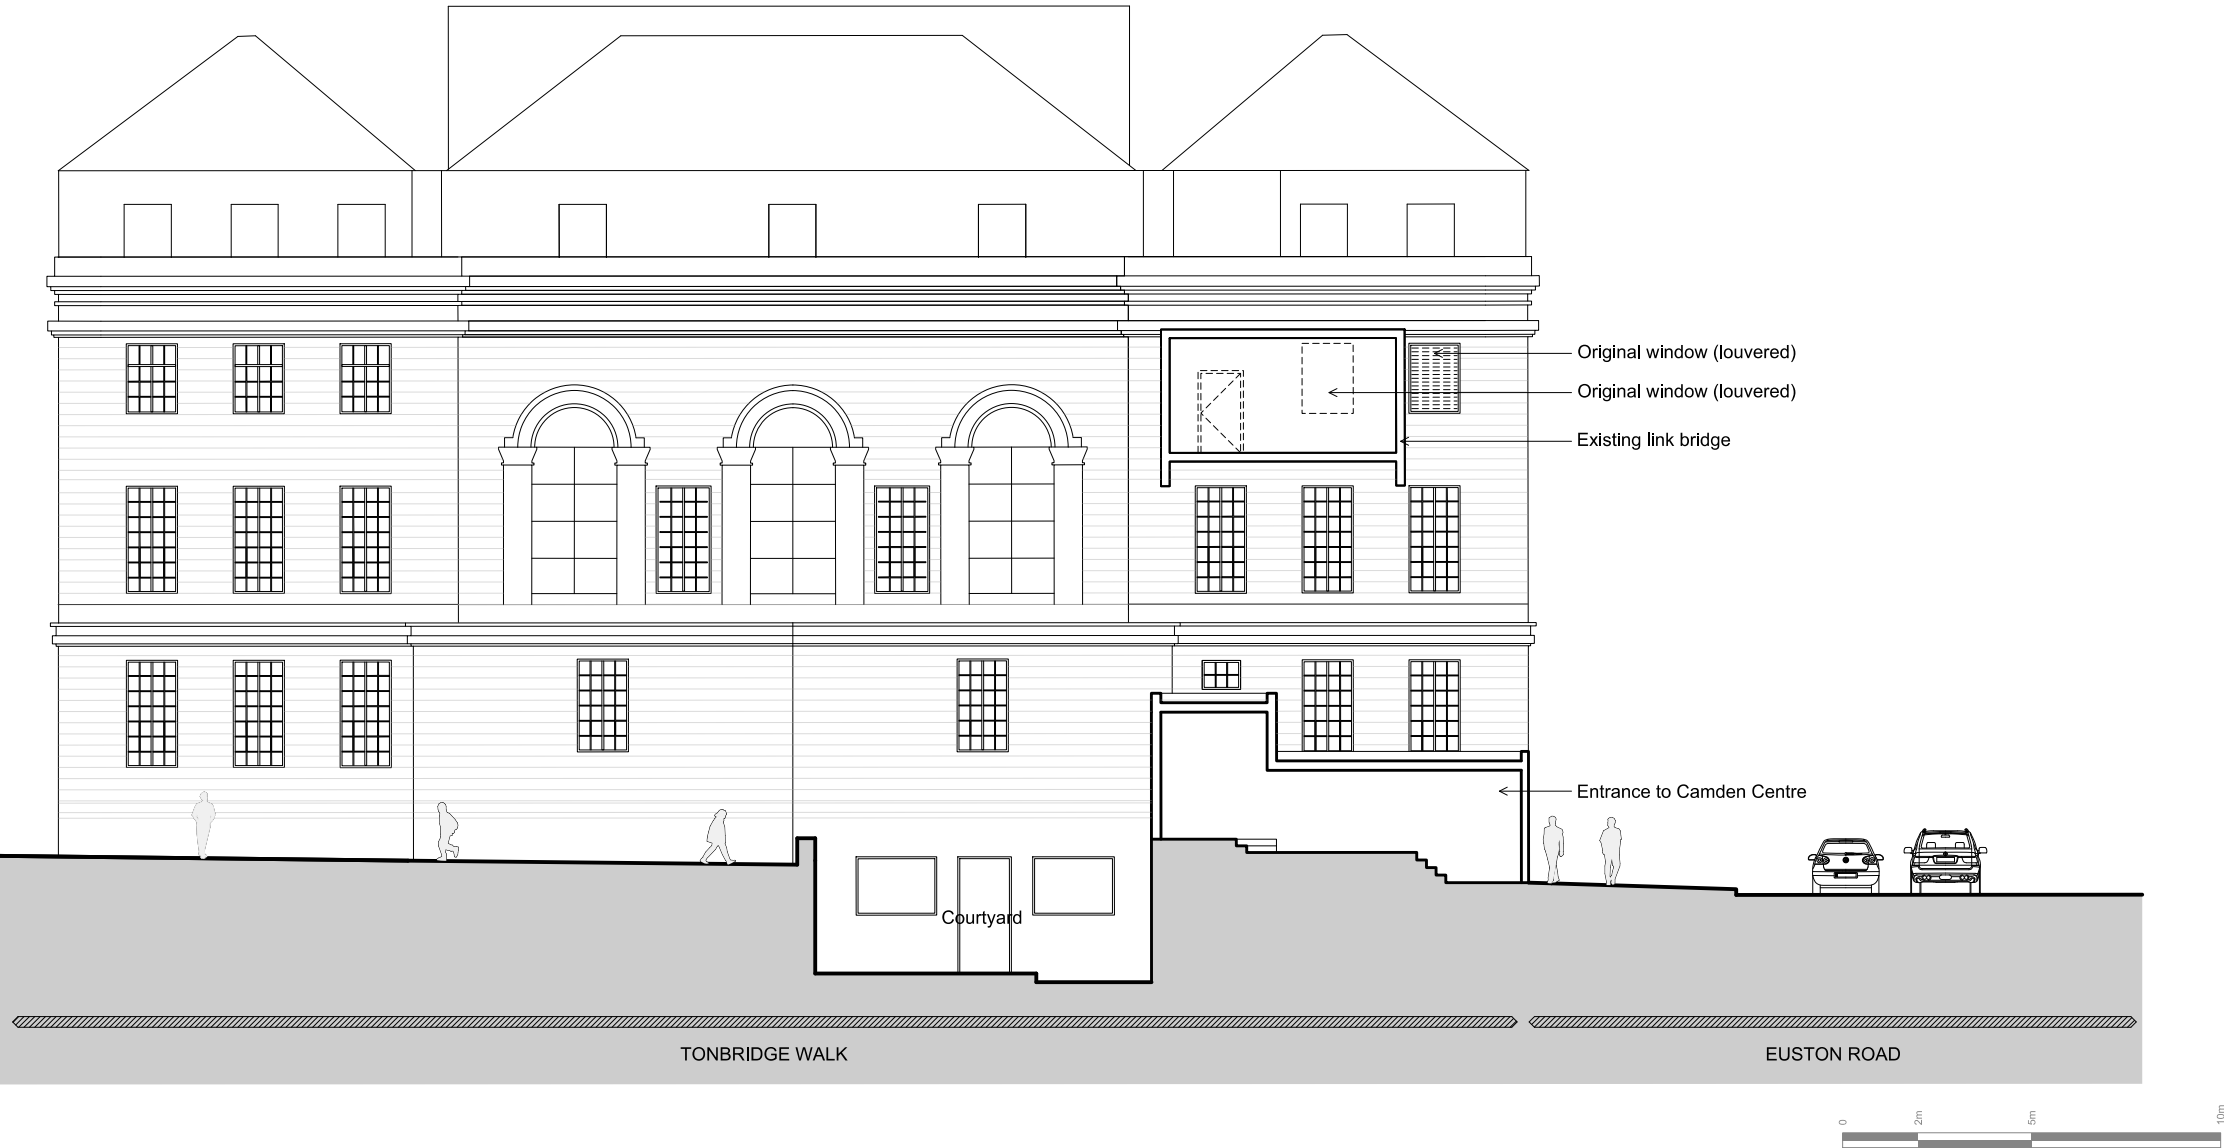 Original window (louvered)
Original window (louvered)
Existing link bridge
Entrance to Camden Centre
Courtyard
TONBRIDGE WALK
EUSTON ROAD
0 2m 5m 10m